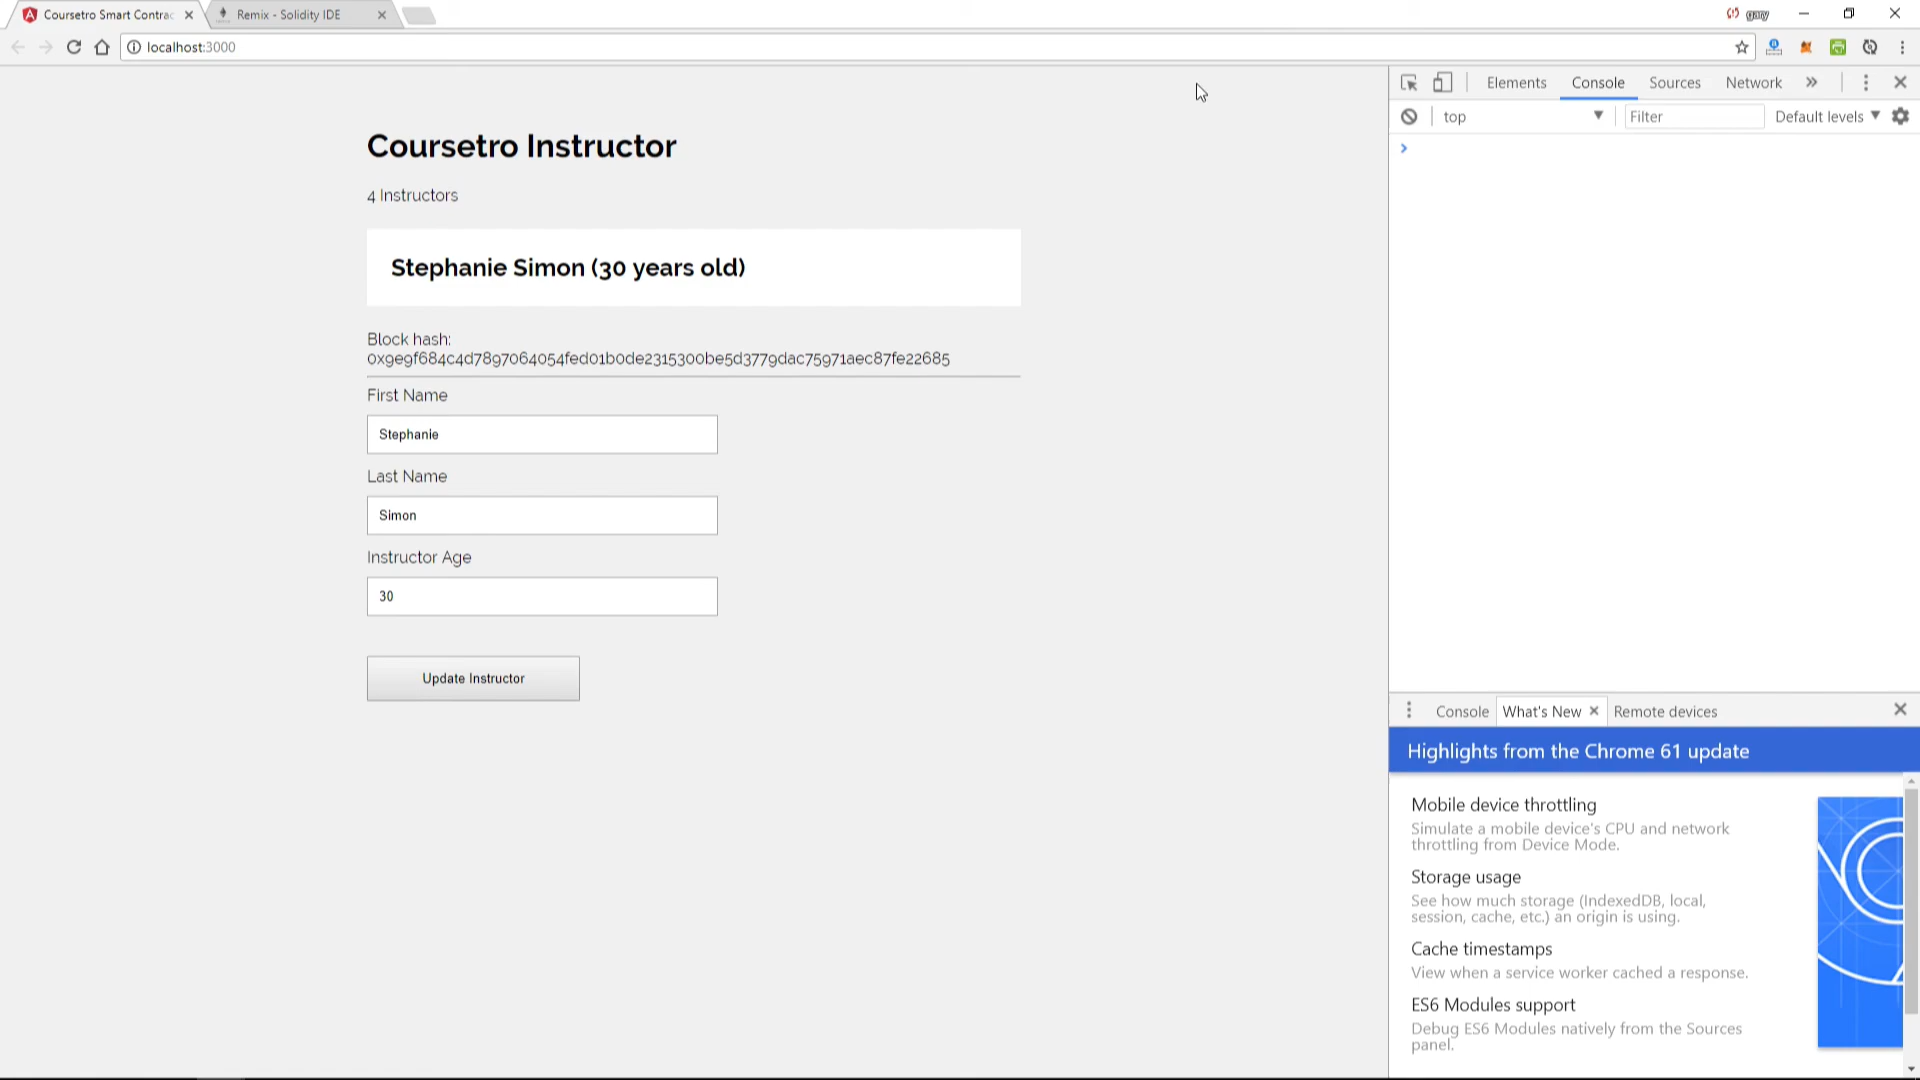 Coursetro Smart Contrac
Remix - Solidity IDE
gary
localhost:3000
Elements
Console
Sources
Network
top
Filter
Default levels
Coursetro Instructor
4 Instructors
Stephanie Simon (30 years old)
Block hash:
0x9e9f684c4d7897064054fed01b0de2315300be5d3779dac75971aec87fe22685
First Name
Stephanie
Last Name
Simon
Instructor Age
30
Update Instructor
Console
What's New
Remote devices
Highlights from the Chrome 61 update
Mobile device throttling
Simulate a mobile device's CPU and network
throttling from Device Mode.
Storage usage
See how much storage (IndexedDB, local,
session, cache, etc.) an origin is using.
Cache timestamps
View when a service worker cached a response.
ES6 Modules support
Debug ES6 Modules natively from the Sources
panel.